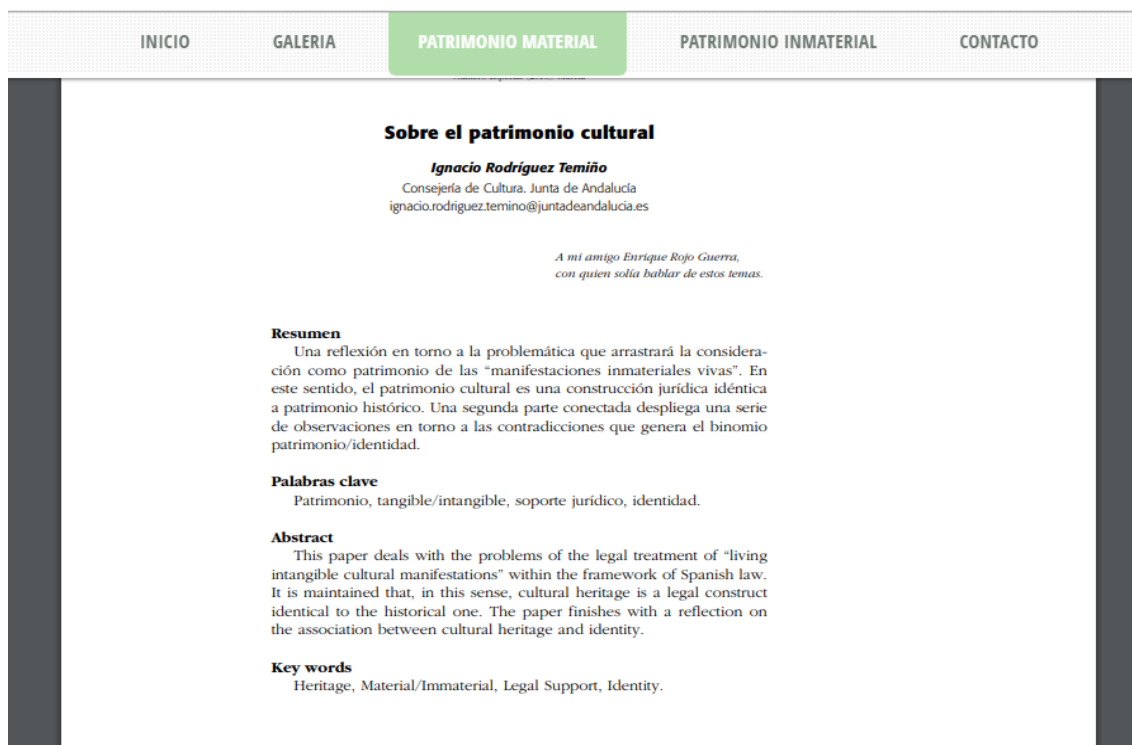 INICIO GALERIA PATRIMONIO MATERIAL PATRIMONIO INMATERIAL CONTACTO
Sobre el patrimonio cultural
Ignacio Rodríguez Temiño
Consejería de Cultura. Junta de Andalucía
ignacio.rodriguez.temino@juntadeandalucia.es
A mi amigo Enrique Rojo Guerra,
con quien solía hablar de estos temas.
Resumen
Una reflexión en torno a la problemática que arrastrará la considera-
ción como patrimonio de las “manifestaciones inmateriales vivas”. En
este sentido, el patrimonio cultural es una construcción jurídica idéntica
a patrimonio histórico. Una segunda parte conectada despliega una serie
de observaciones en torno a las contradicciones que genera el binomio
patrimonio/identidad.
Palabras clave
Patrimonio, tangible/intangible, soporte jurídico, identidad.
Abstract
This paper deals with the problems of the legal treatment of “living
intangible cultural manifestations” within the framework of Spanish law.
It is maintained that, in this sense, cultural heritage is a legal construct
identical to the historical one. The paper finishes with a reflection on
the association between cultural heritage and identity.
Key words
Heritage, Material/Immaterial, Legal Support, Identity.